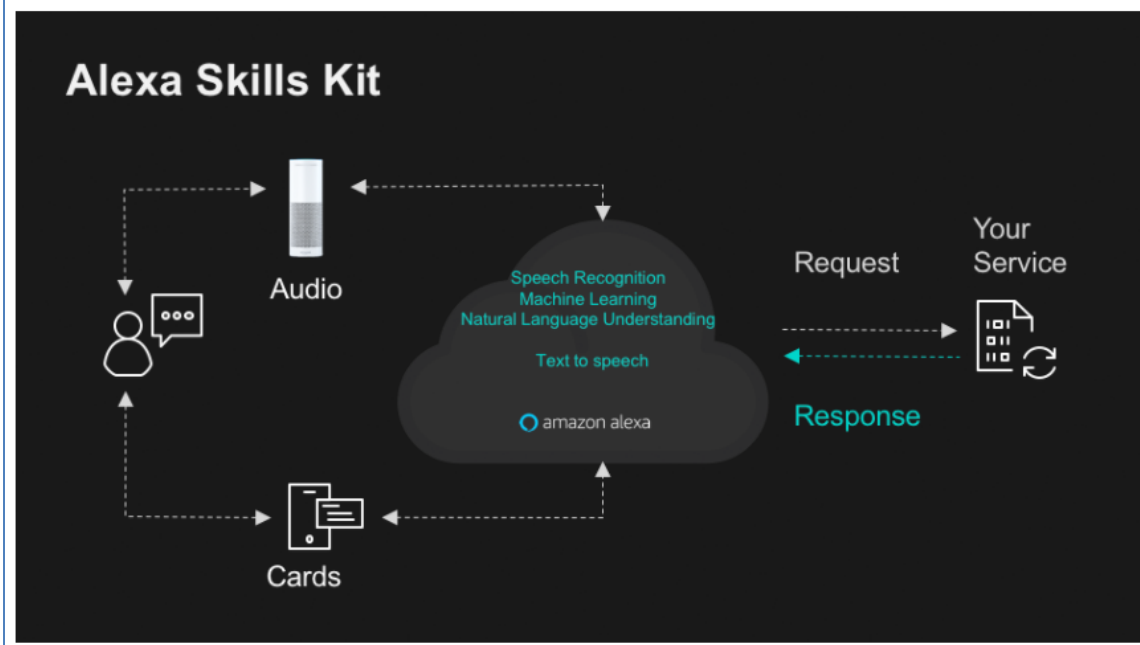 Alexa Skills Kit
Audio
Speech Recognition
Machine Learning
Natural Language Understanding
Text to speech
amazon alexa
Request
Response
Your
Service
Cards